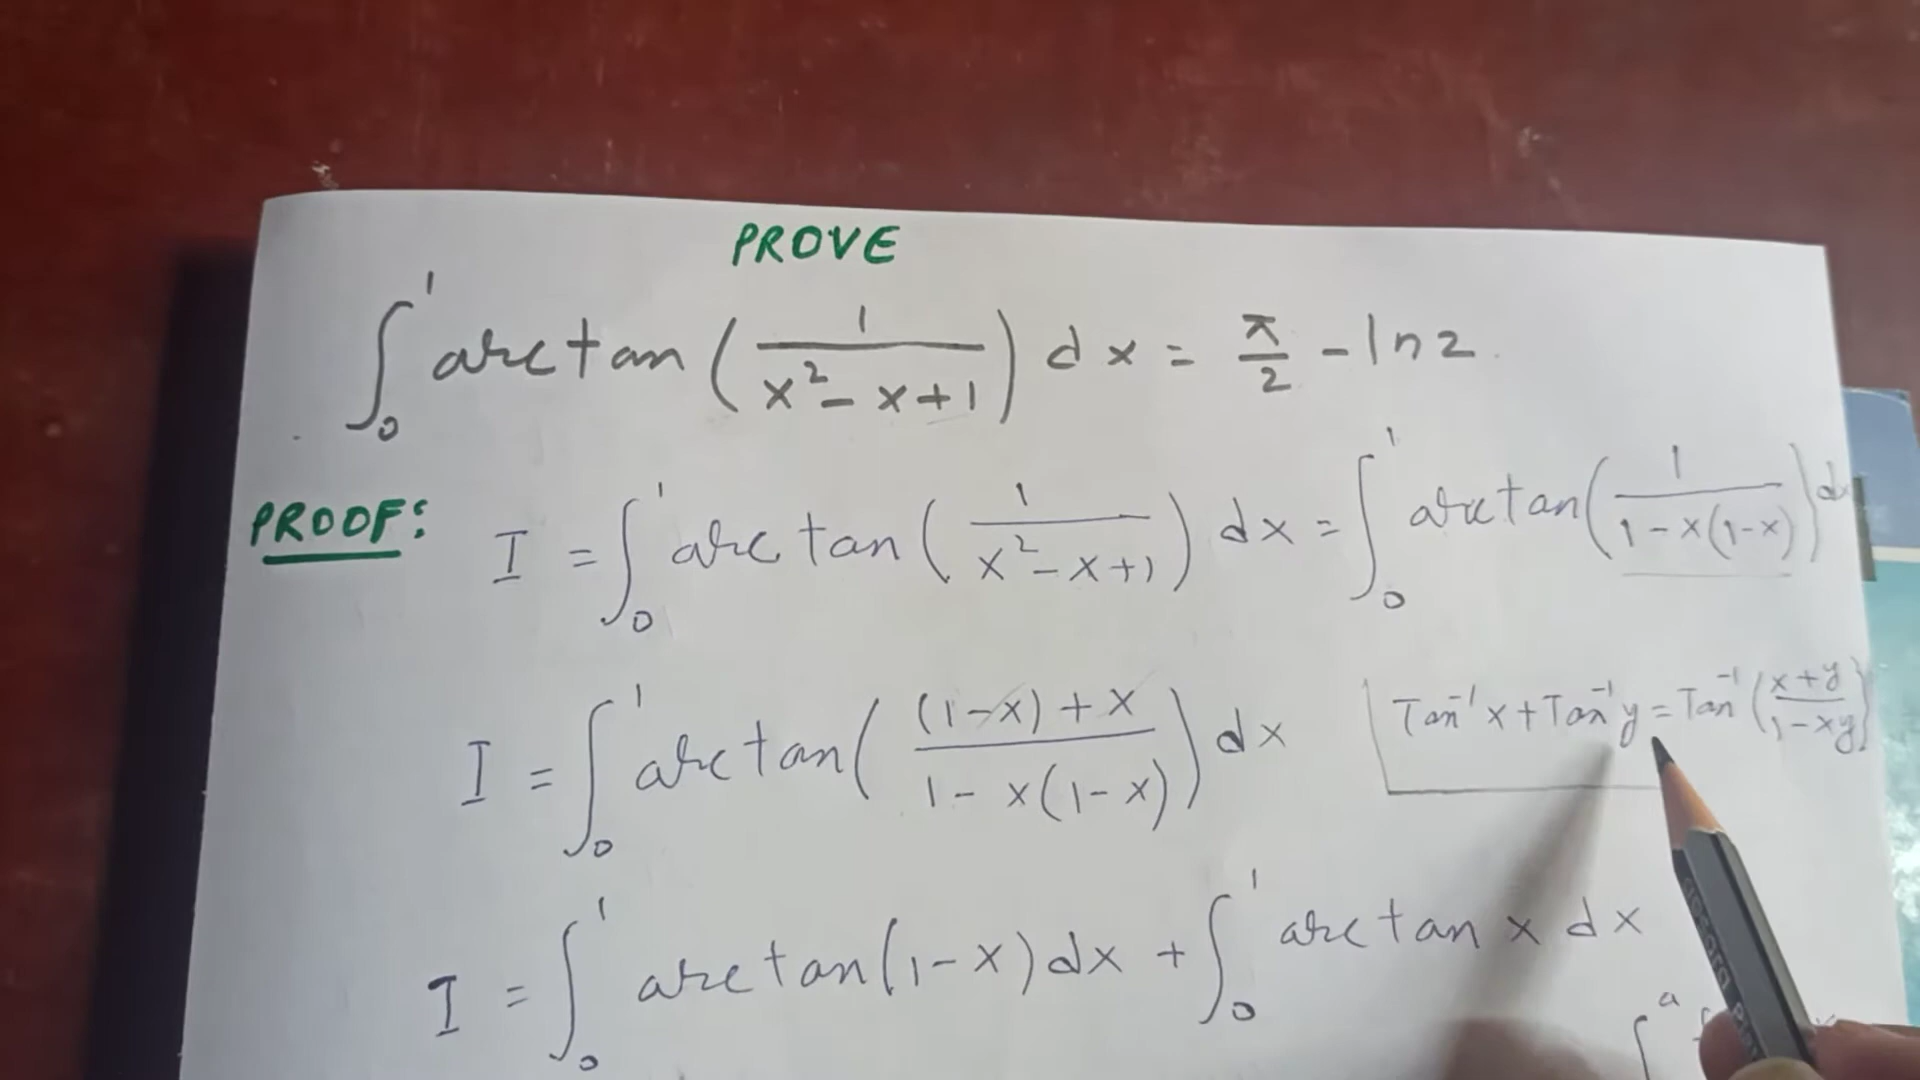 PROVE
∫₀¹ arctan(1/(x²-x+1)) dx = π/2 - ln2
PROOF: I = ∫₀¹ arctan(1/(x²-x+1)) dx = ∫₀¹ arctan(1/(1-x(1-x))) dx
I = ∫₀¹ arctan(((1-x)+x)/(1-x(1-x))) dx
Tan⁻¹x+Tan⁻¹y=Tan⁻¹((x+y)/(1-xy))
I = ∫₀¹ arctan(1-x)dx + ∫₀¹ arctan x dx
∫ᵃ